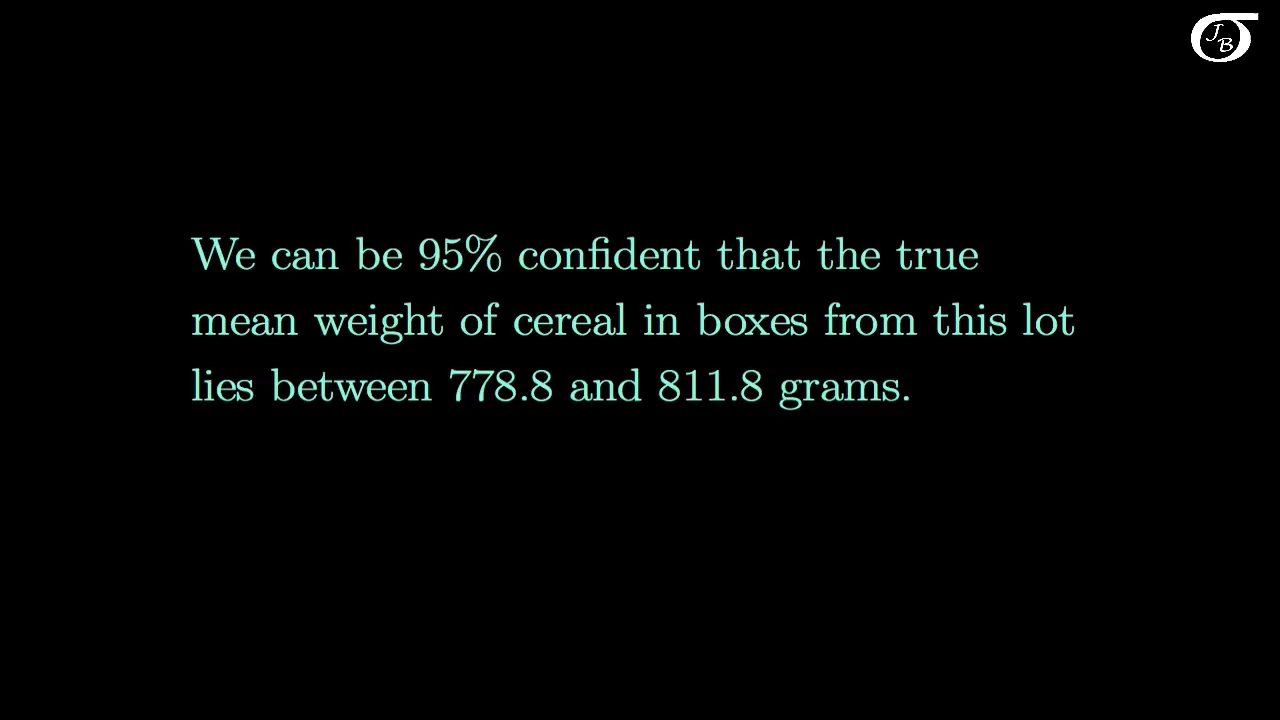 J
B
We can be 95% confident that the true
mean weight of cereal in boxes from this lot
lies between 778.8 and 811.8 grams.